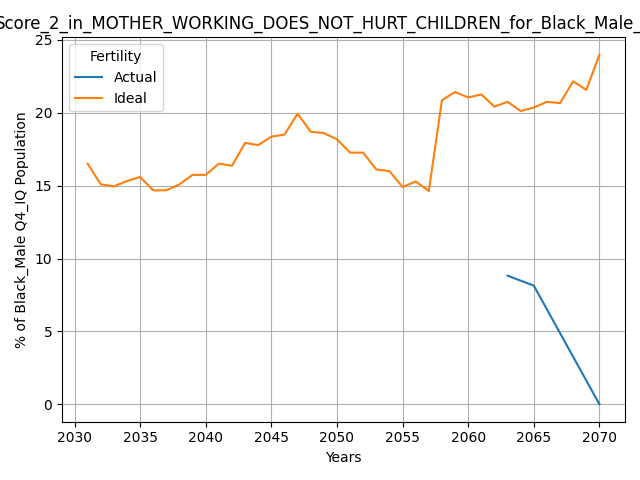 Score_2_in_MOTHER_WORKING_DOES_NOT_HURT_CHILDREN_for_Black_Male_
Fertility
Actual
Ideal
25
20
15
10
5
0
% of Black_Male Q4_IQ Population
2030 2035 2040 2045 2050 2055 2060 2065 2070
Years